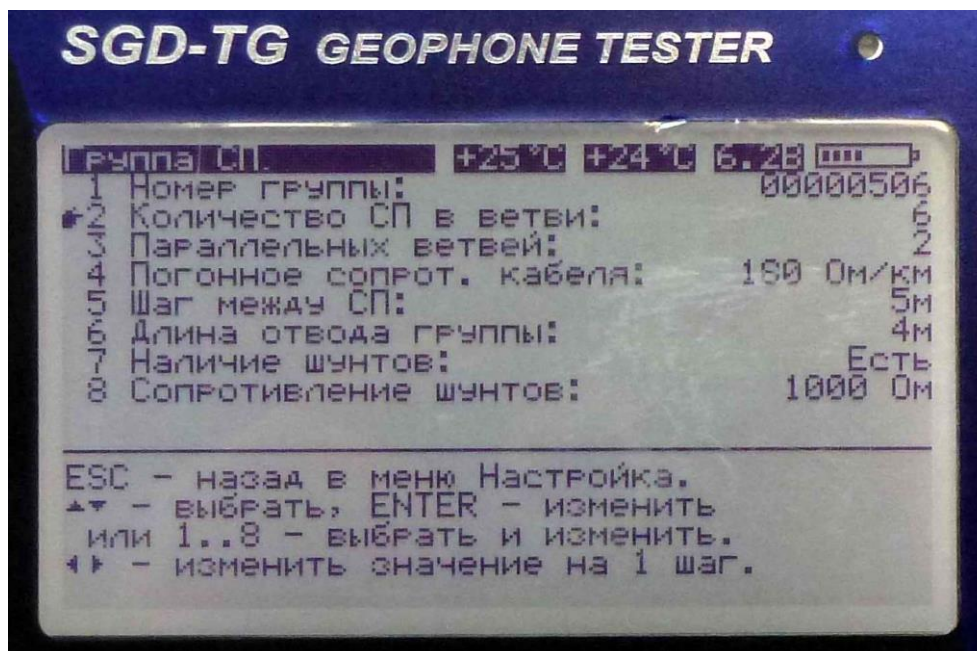 SGD-TG GEOPHONE TESTER
Группа СП. +25°C +24°C 6.2В
1 Номер группы: 00000506
2 Количество СП в ветви: 6
3 Параллельных ветвей: 2
4 Погонное сопрот. кабеля: 160 Ом/км
5 Шаг между СП: 5м
6 Длина отвода группы: 4м
7 Наличие шунтов: Есть
8 Сопротивление шунтов: 1000 Ом
ESC - назад в меню Настройка.
▲▼ - выбрать, ENTER - изменить
или 1..8 - выбрать и изменить.
◄► - изменить значение на 1 шаг.